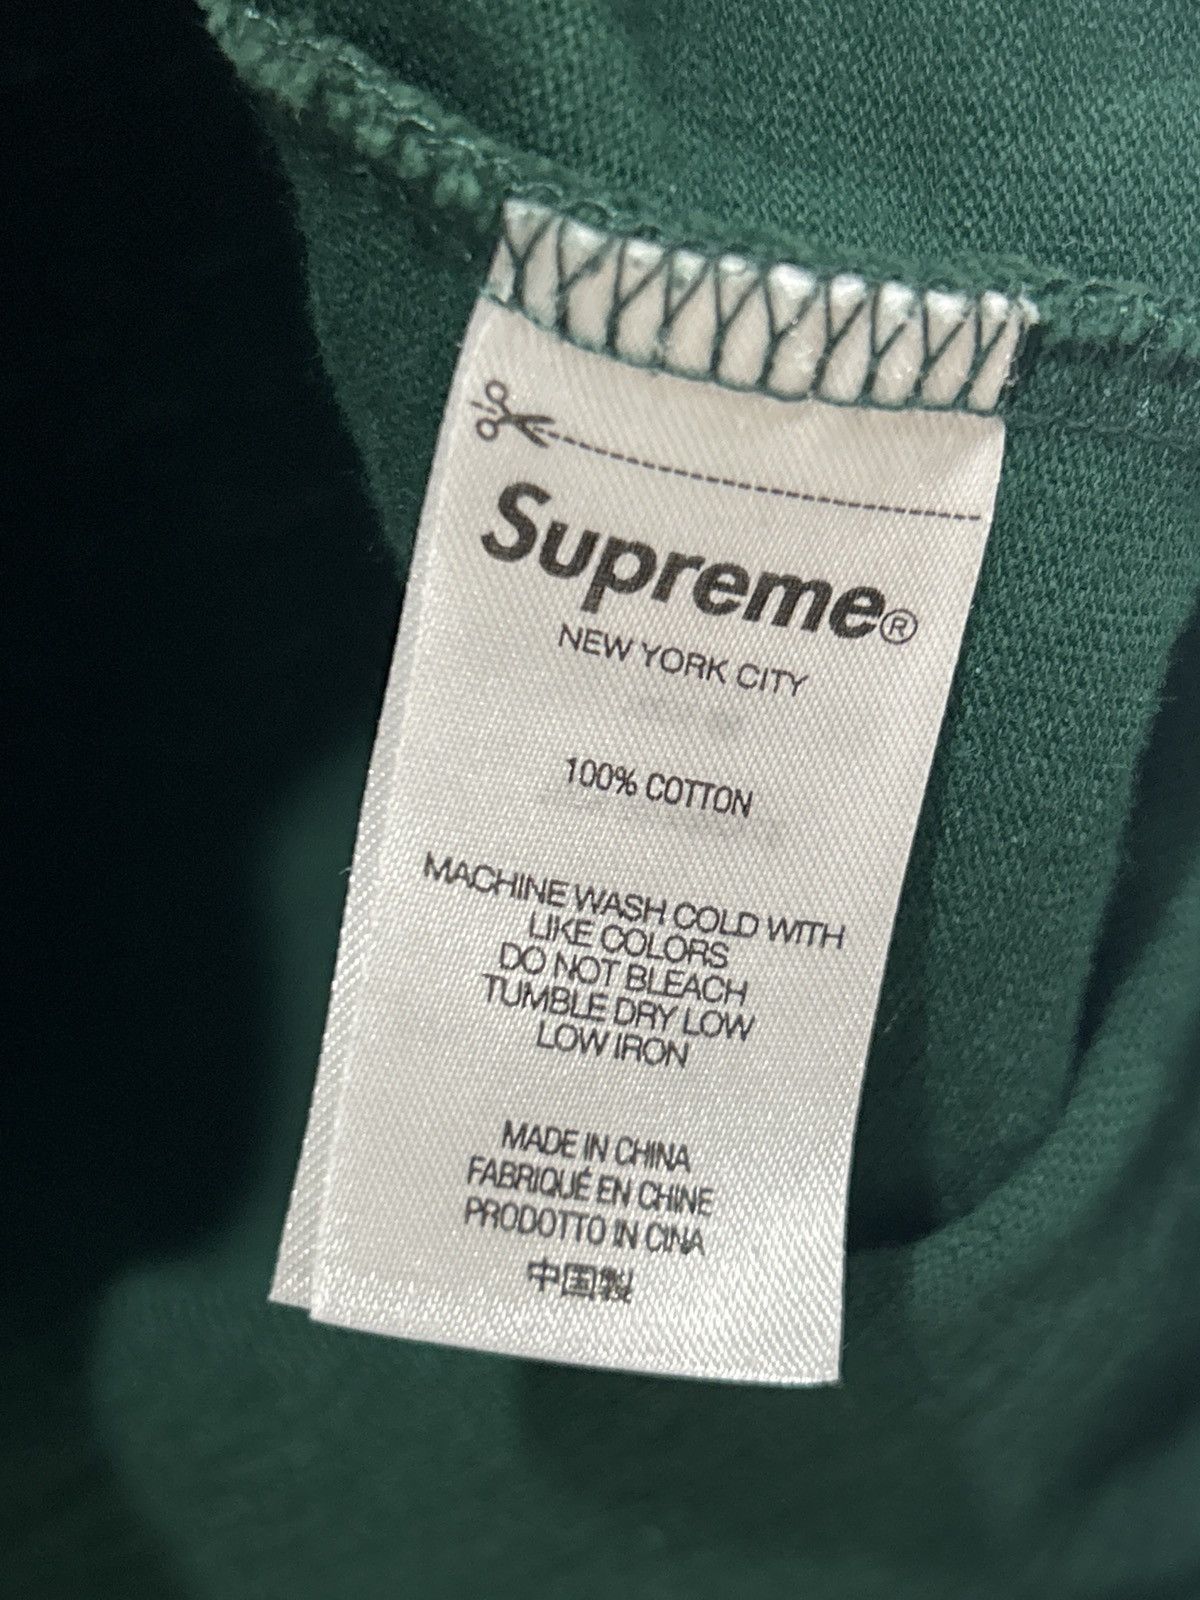 Supreme®
NEW YORK CITY
100% COTTON
MACHINE WASH COLD WITH
LIKE COLORS
DO NOT BLEACH
TUMBLE DRY LOW
LOW IRON
MADE IN CHINA
FABRIQUÉ EN CHINE
PRODOTTO IN CINA
中国製